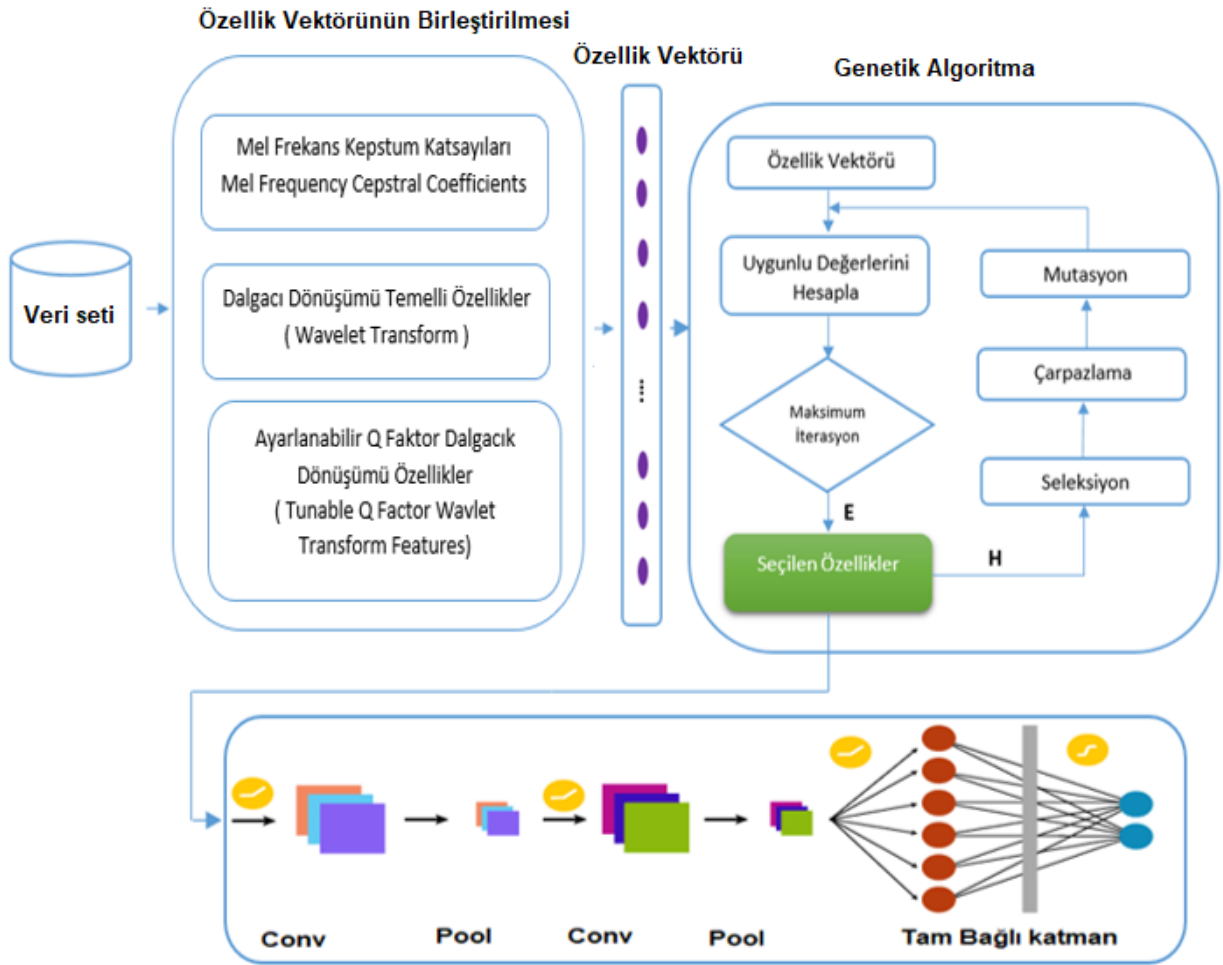 Özellik Vektörünün Birleştirilmesi
Özellik Vektörü
Genetik Algoritma
Veri seti
Mel Frekans Kepstum Katsayıları
Mel Frequency Cepstral Coefficients
Dalgacı Dönüşümü Temelli Özellikler
( Wavelet Transform )
Ayarlanabilir Q Faktor Dalgacık
Dönüşümü Özellikler
( Tunable Q Factor Wavlet
Transform Features)
....
Özellik Vektörü
Uygunlu Değerlerini
Hesapla
Maksimum
İterasyon
E
Seçilen Özellikler
H
Mutasyon
Çarpazlama
Seleksiyon
Conv
Pool
Conv
Pool
Tam Bağlı katman